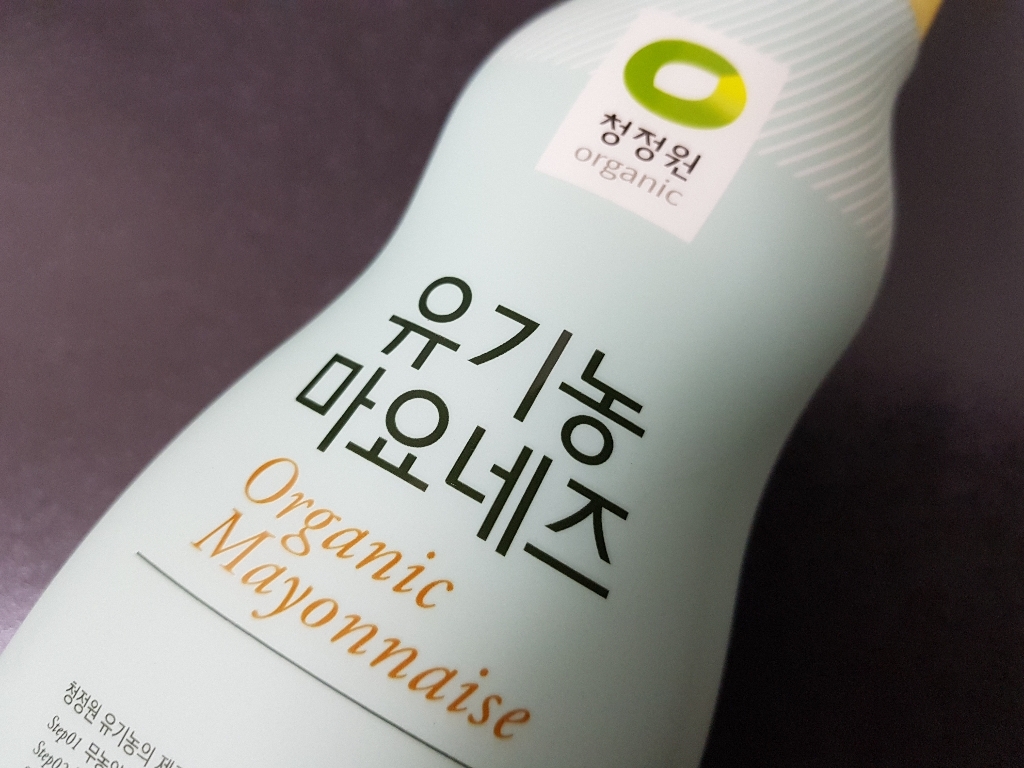 청정원
organic
유기농
마요네즈
Organic
Mayonnaise
청정원 유기농의
Step01